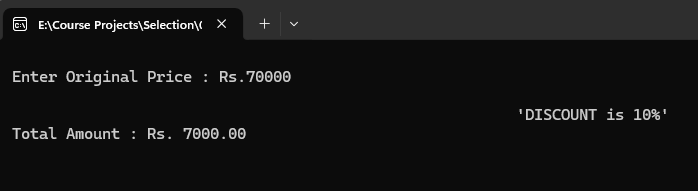 E:\Course Projects\Selection\
Enter Original Price : Rs.70000
'DISCOUNT is 10%'
Total Amount : Rs. 7000.00